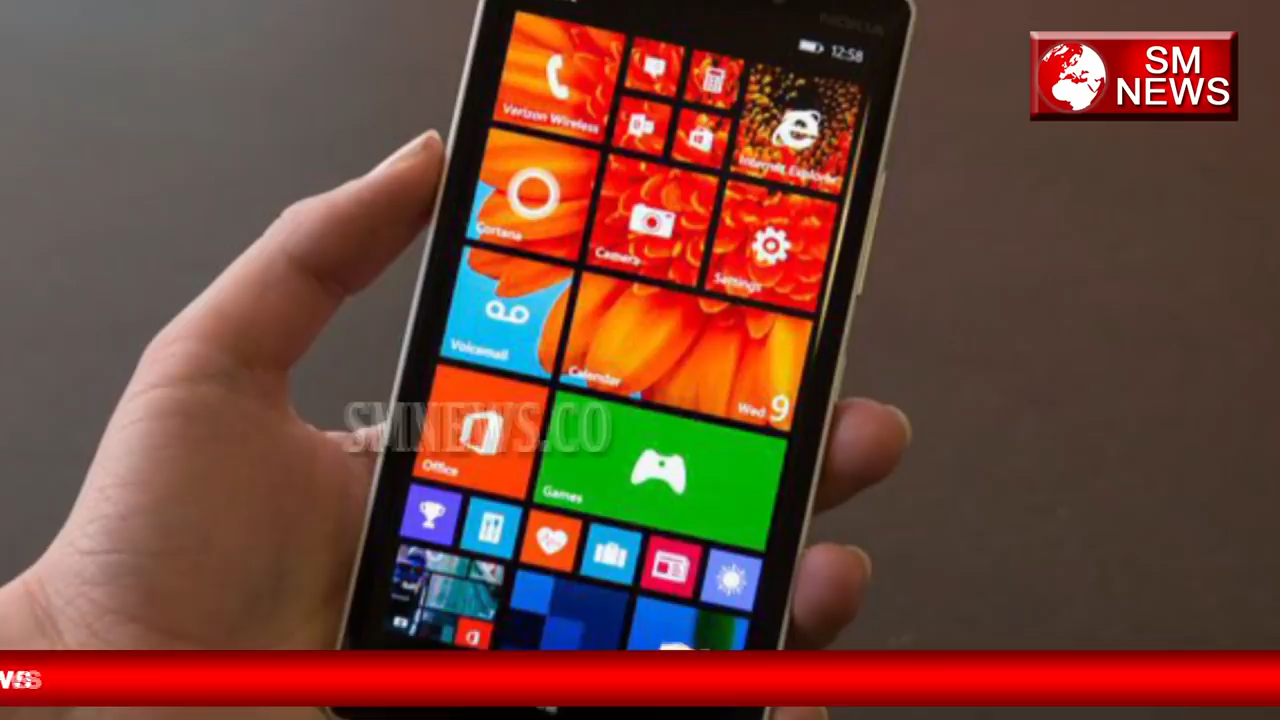 NOKIA
12:58
SM
NEWS
Verizon Wireless
Internet Explorer
Cortana
Camera
Settings
Voicemail
Calendar
Wed 9
SMNEWS.CO
Office
Games